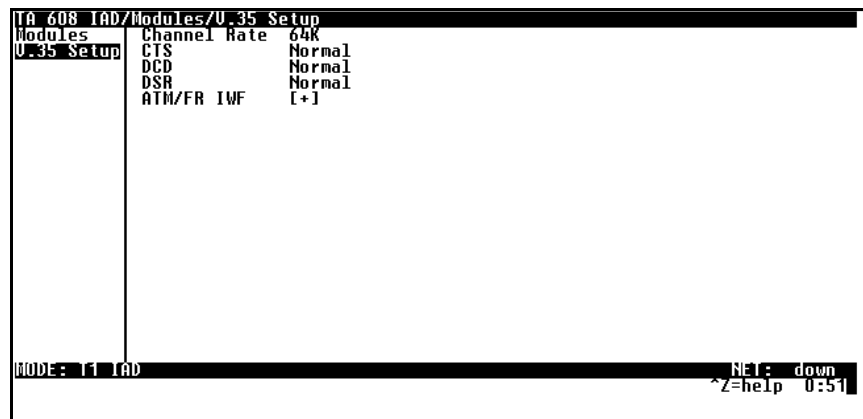 TA 608 IAD/Modules/V.35 Setup
Modules Channel Rate 64K
V.35 Setup CTS Normal
DCD Normal
DSR Normal
ATM/FR IWF [+]
MODE: T1 IAD NET: down
^Z=help 0:51